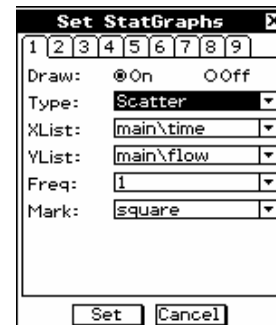 Set StatGraphs
1 2 3 4 5 6 7 8 9
Draw: On Off
Type: Scatter
XList: main\time
YList: main\flow
Freq: 1
Mark: square
Set Cancel